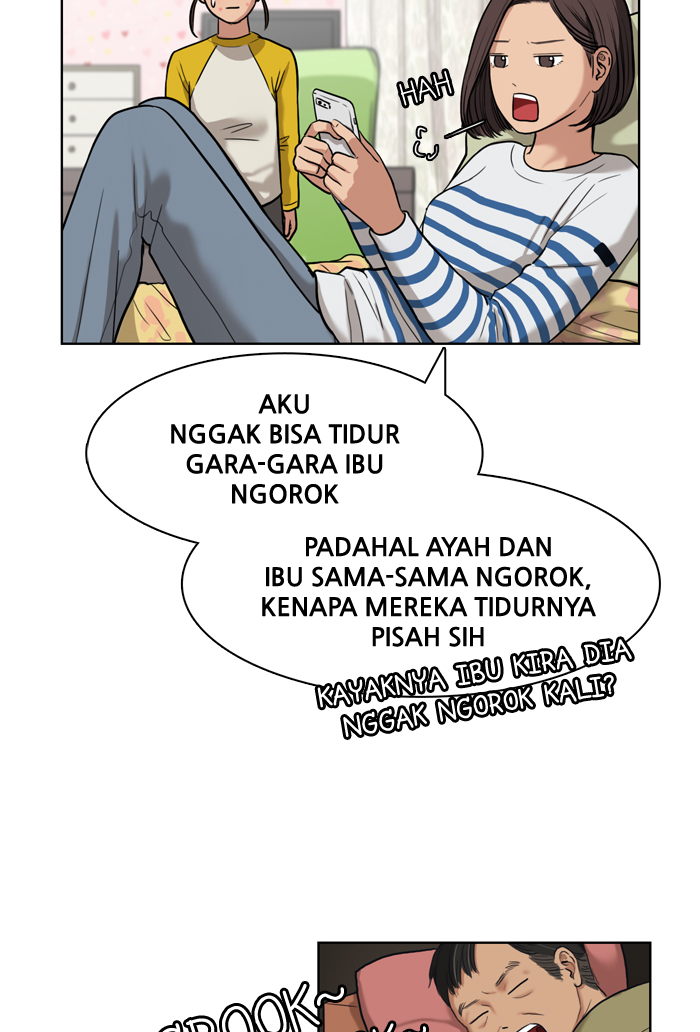 HAH
AKU
NGGAK BISA TIDUR
GARA-GARA IBU
NGOROK
PADAHAL AYAH DAN
IBU SAMA-SAMA NGOROK,
KENAPA MEREKA TIDURNYA
PISAH SIH
KAYAKNYA IBU KIRA DIA
NGGAK NGOROK KALI?